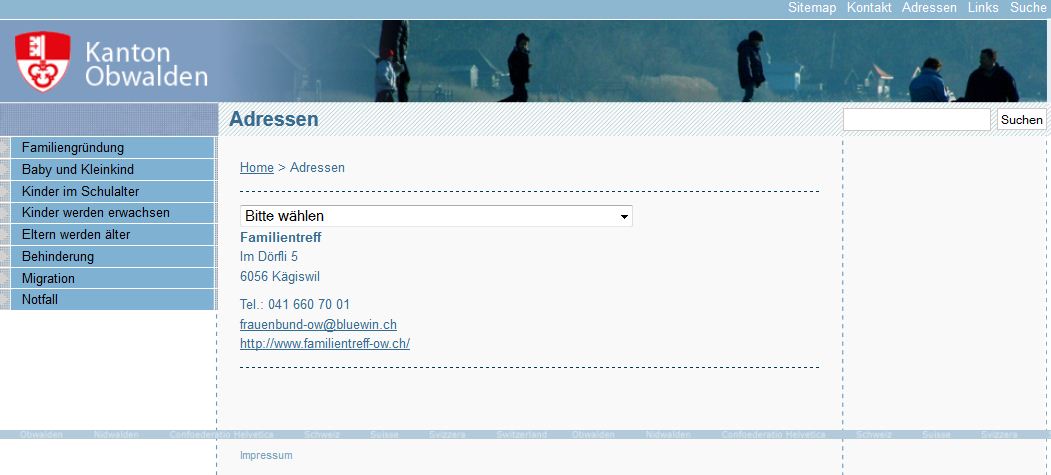 Sitemap Kontakt Adressen Links Suche
Kanton
Obwalden
Adressen
Suchen
Familiengründung
Baby und Kleinkind
Kinder im Schulalter
Kinder werden erwachsen
Eltern werden älter
Behinderung
Migration
Notfall
Home > Adressen
Bitte wählen
Familientreff
Im Dörfli 5
6056 Kägiswil
Tel.: 041 660 70 01
frauenbund-ow@bluewin.ch
http://www.familientreff-ow.ch/
Obwalden Nidwalden Confoederatio Helvetica Schweiz Suisse Svizzera Switzerland Obwalden Nidwalden Confoederatio Helvetica Schweiz Suisse Svizzera
Impressum